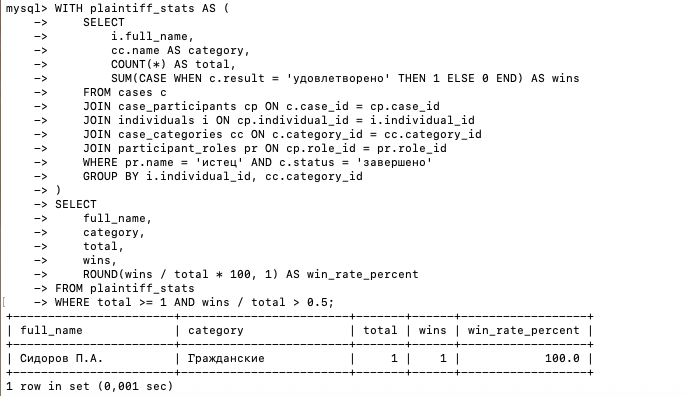 mysql> WITH plaintiff_stats AS (
    ->     SELECT
    ->         i.full_name,
    ->         cc.name AS category,
    ->         COUNT(*) AS total,
    ->         SUM(CASE WHEN c.result = 'удовлетворено' THEN 1 ELSE 0 END) AS wins
    ->     FROM cases c
    ->     JOIN case_participants cp ON c.case_id = cp.case_id
    ->     JOIN individuals i ON cp.individual_id = i.individual_id
    ->     JOIN case_categories cc ON c.category_id = cc.category_id
    ->     JOIN participant_roles pr ON cp.role_id = pr.role_id
    ->     WHERE pr.name = 'истец' AND c.status = 'завершено'
    ->     GROUP BY i.individual_id, cc.category_id
    -> )
    -> SELECT
    ->     full_name,
    ->     category,
    ->     total,
    ->     wins,
    ->     ROUND(wins / total * 100, 1) AS win_rate_percent
    -> FROM plaintiff_stats
[    -> WHERE total >= 1 AND wins / total > 0.5;
+-----------------------+------------------------+-------+------+------------------+
| full_name             | category               | total | wins | win_rate_percent |
+-----------------------+------------------------+-------+------+------------------+
| Сидоров П.А.          | Гражданские            |     1 |    1 |            100.0 |
+-----------------------+------------------------+-------+------+------------------+
1 row in set (0,001 sec)